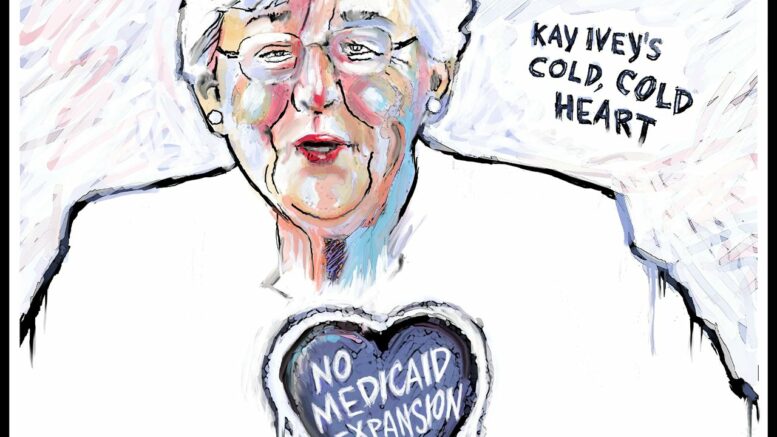 KAY IVEY'S
COLD, COLD
HEART
NO
MEDICAID
EXPANSION